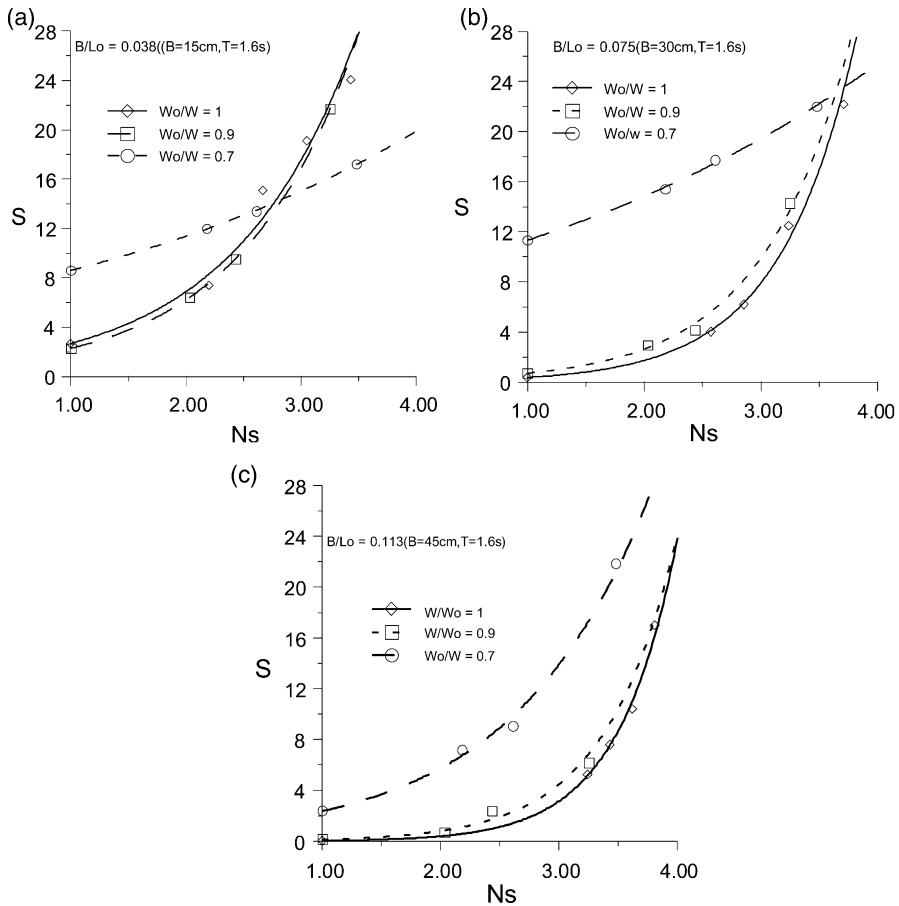 (a)
S
28
24
20
16
12
8
4
0
B/Lo = 0.038((B=15cm,T=1.6s)
Wo/W = 1
Wo/W = 0.9
Wo/W = 0.7
1.00 2.00 3.00 4.00
Ns
(b)
S
28
24
20
16
12
8
4
0
B/Lo = 0.075(B=30cm,T=1.6s)
Wo/W = 1
Wo/W = 0.9
Wo/w = 0.7
1.00 2.00 3.00 4.00
Ns
(c)
S
28
24
20
16
12
8
4
0
B/Lo = 0.113(B=45cm,T=1.6s)
W/Wo = 1
W/Wo = 0.9
Wo/W = 0.7
1.00 2.00 3.00 4.00
Ns